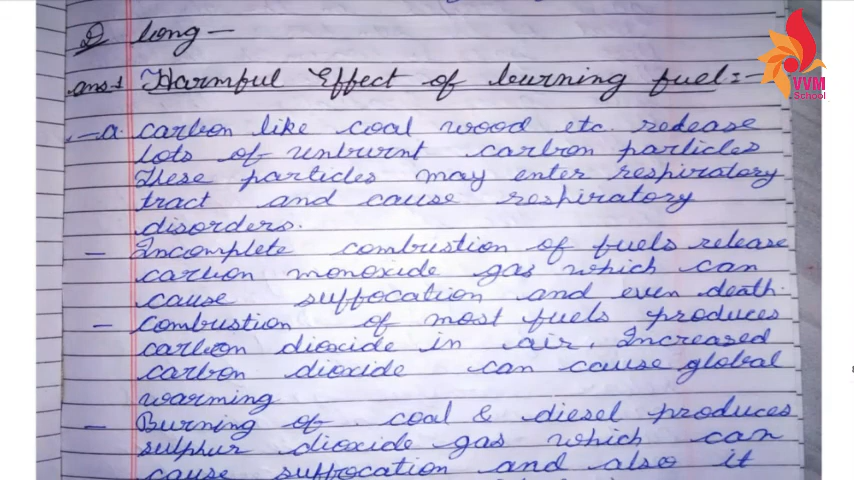 D long -
ans-1 Harmful Effect of burning fuel :-
- a. carbon like coal wood etc. release
lots of unburnt carbon particles
These particles may enter respiratory
tract and cause respiratory
disorders.
- Incomplete combustion of fuels release
carbon monoxide gas which can
cause suffocation and even death.
- Combustion of most fuels produces
carbon dioxide in air. Increased
carbon dioxide can cause global
warming
- Burning of coal & diesel produces
sulphur dioxide gas which can
cause suffocation and also it
VVM
School